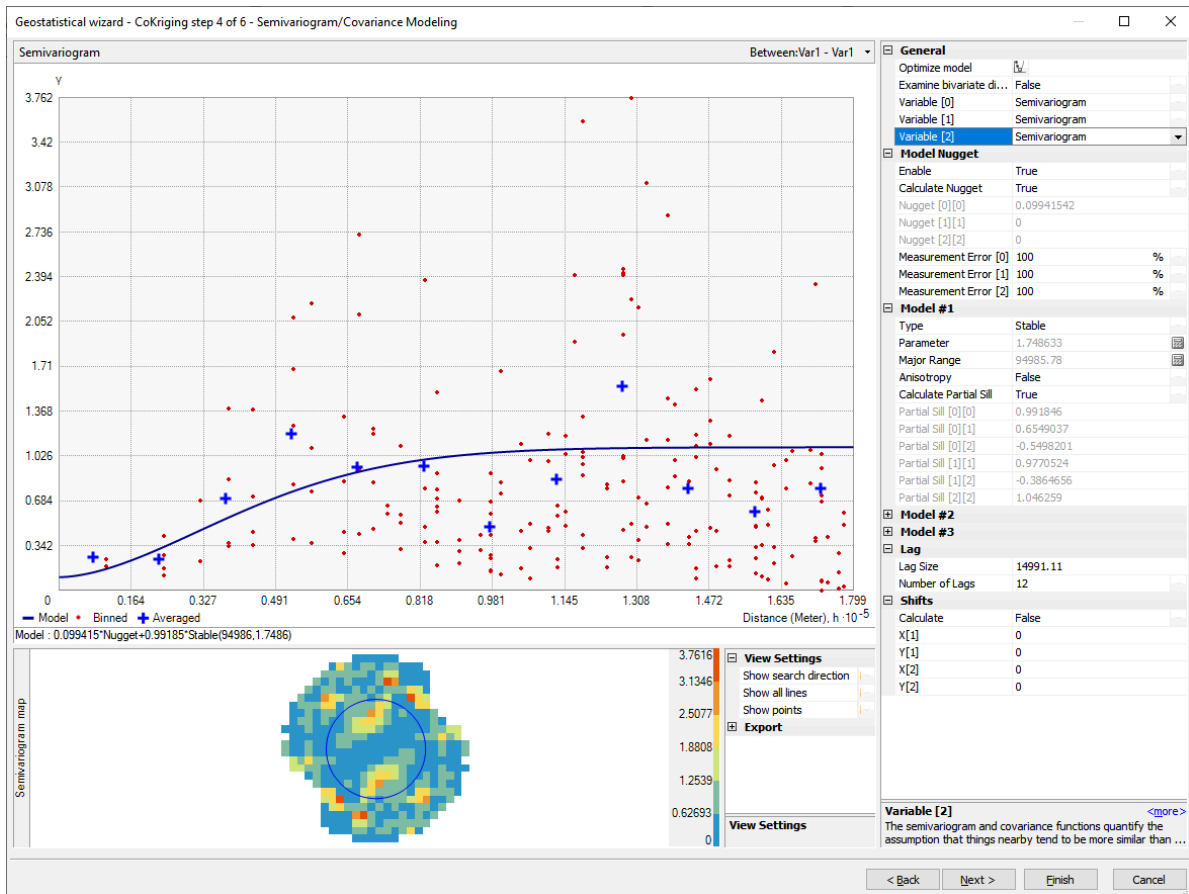 Geostatistical wizard - CoKriging step 4 of 6 - Semivariogram/Covariance Modeling
Semivariogram
Between:Var1 - Var1
Y
3.762
3.42
3.078
2.736
2.394
2.052
1.71
1.368
1.026
0.684
0.342
0 0.164 0.327 0.491 0.654 0.818 0.981 1.145 1.308 1.472 1.635 1.799
Model Binned Averaged
Distance (Meter), h ·10⁻⁵
Model : 0.099415*Nugget+0.99185*Stable(94986,1.7486)
Semivariogram map
3.7616
3.1346
2.5077
1.8808
1.2539
0.62693
0
View Settings
Show search direction
Show all lines
Show points
Export
View Settings
General
Optimize model
Examine bivariate di... False
Variable [0] Semivariogram
Variable [1] Semivariogram
Variable [2] Semivariogram
Model Nugget
Enable True
Calculate Nugget True
Nugget [0][0] 0.09941542
Nugget [1][1] 0
Nugget [2][2] 0
Measurement Error [0] 100 %
Measurement Error [1] 100 %
Measurement Error [2] 100 %
Model #1
Type Stable
Parameter 1.748633
Major Range 94985.78
Anisotropy False
Calculate Partial Sill True
Partial Sill [0][0] 0.991846
Partial Sill [0][1] 0.6549037
Partial Sill [0][2] -0.5498201
Partial Sill [1][1] 0.9770524
Partial Sill [1][2] -0.3864656
Partial Sill [2][2] 1.046259
Model #2
Model #3
Lag
Lag Size 14991.11
Number of Lags 12
Shifts
Calculate False
X[1] 0
Y[1] 0
X[2] 0
Y[2] 0
Variable [2] <more>
The semivariogram and covariance functions quantify the
assumption that things nearby tend to be more similar than ...
< Back Next > Finish Cancel